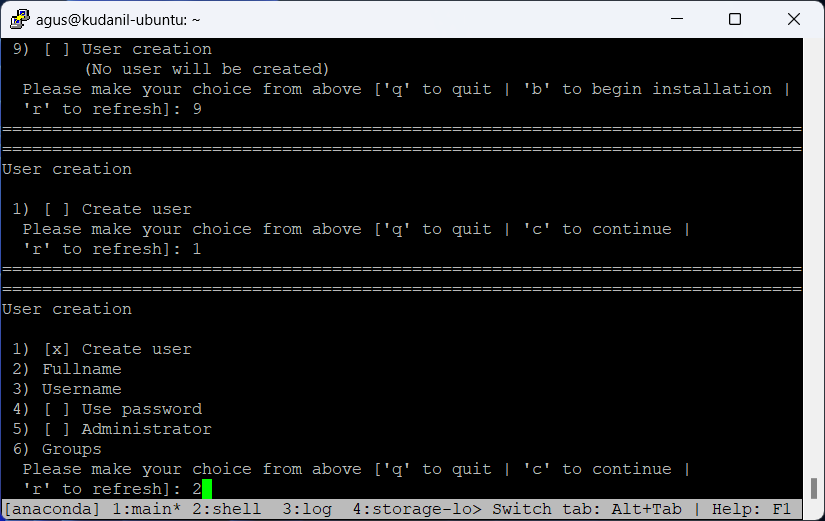 agus@kudanil-ubuntu: ~
9) [ ] User creation
(No user will be created)
Please make your choice from above ['q' to quit | 'b' to begin installation |
'r' to refresh]: 9
================================================================================
================================================================================
User creation
1) [ ] Create user
Please make your choice from above ['q' to quit | 'c' to continue |
'r' to refresh]: 1
================================================================================
================================================================================
User creation
1) [x] Create user
2) Fullname
3) Username
4) [ ] Use password
5) [ ] Administrator
6) Groups
Please make your choice from above ['q' to quit | 'c' to continue |
'r' to refresh]: 2
[anaconda] 1:main* 2:shell  3:log  4:storage-lo> Switch tab: Alt+Tab | Help: F1